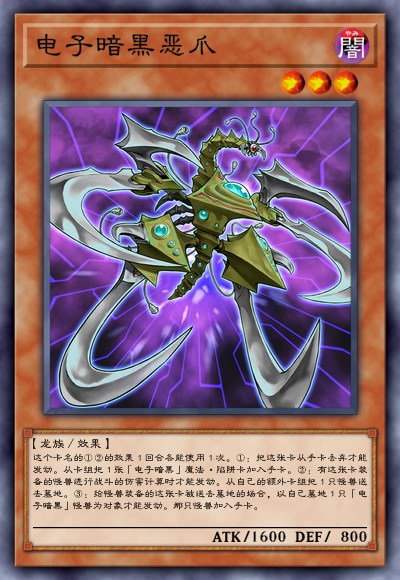 电子暗黑恶爪
やみ
闇
【龙族／效果】
这个卡名的①②的效果1回合各能使用1次。①：把这张卡从手卡丢弃才能
发动。从卡组把1张「电子暗黑」魔法·陷阱卡加入手卡。②：有这张卡装
备的怪兽进行战斗的伤害计算时才能发动。从自己的额外卡组把1只怪兽送
去墓地。③：给怪兽装备的这张卡被送去墓地的场合，以自己墓地1只「电
子暗黑」怪兽为对象才能发动。那只怪兽加入手卡。
ATK/1600 DEF/ 800